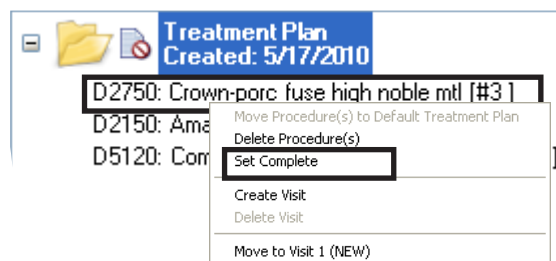 Treatment Plan
Created: 5/17/2010
D2750: Crown-porc fuse high noble mtl [#3 ]
D2150: Ama
D5120: Com
]
Move Procedure(s) to Default Treatment Plan
Delete Procedure(s)
Set Complete
Create Visit
Delete Visit
Move to Visit 1 (NEW)